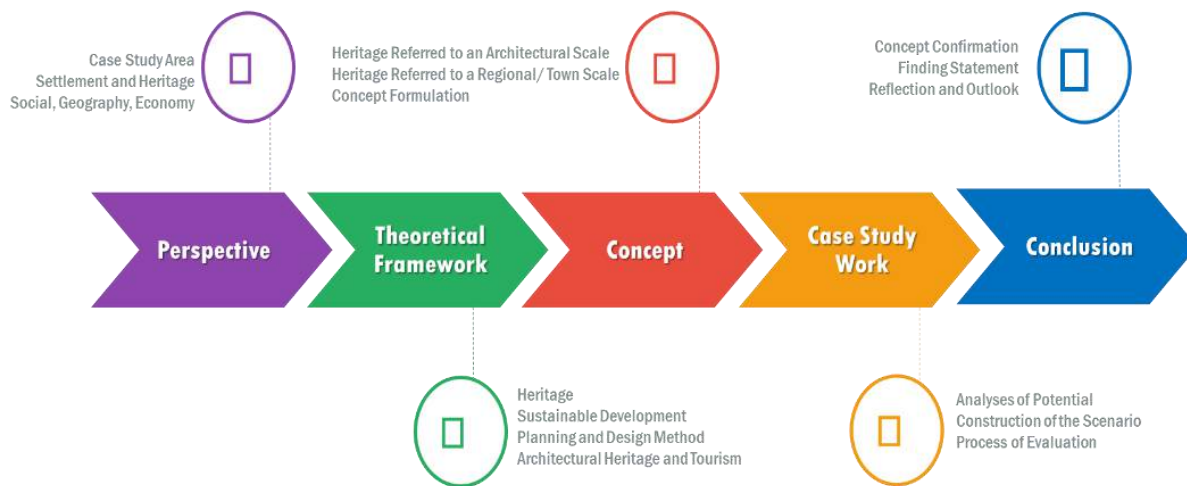 Case Study Area
Settlement and Heritage
Social, Geography, Economy
Heritage Referred to an Architectural Scale
Heritage Referred to a Regional/ Town Scale
Concept Formulation
Concept Confirmation
Finding Statement
Reflection and Outlook
Perspective
Theoretical
Framework
Concept
Case Study
Work
Conclusion
Heritage
Sustainable Development
Planning and Design Method
Architectural Heritage and Tourism
Analyses of Potential
Construction of the Scenario
Process of Evaluation